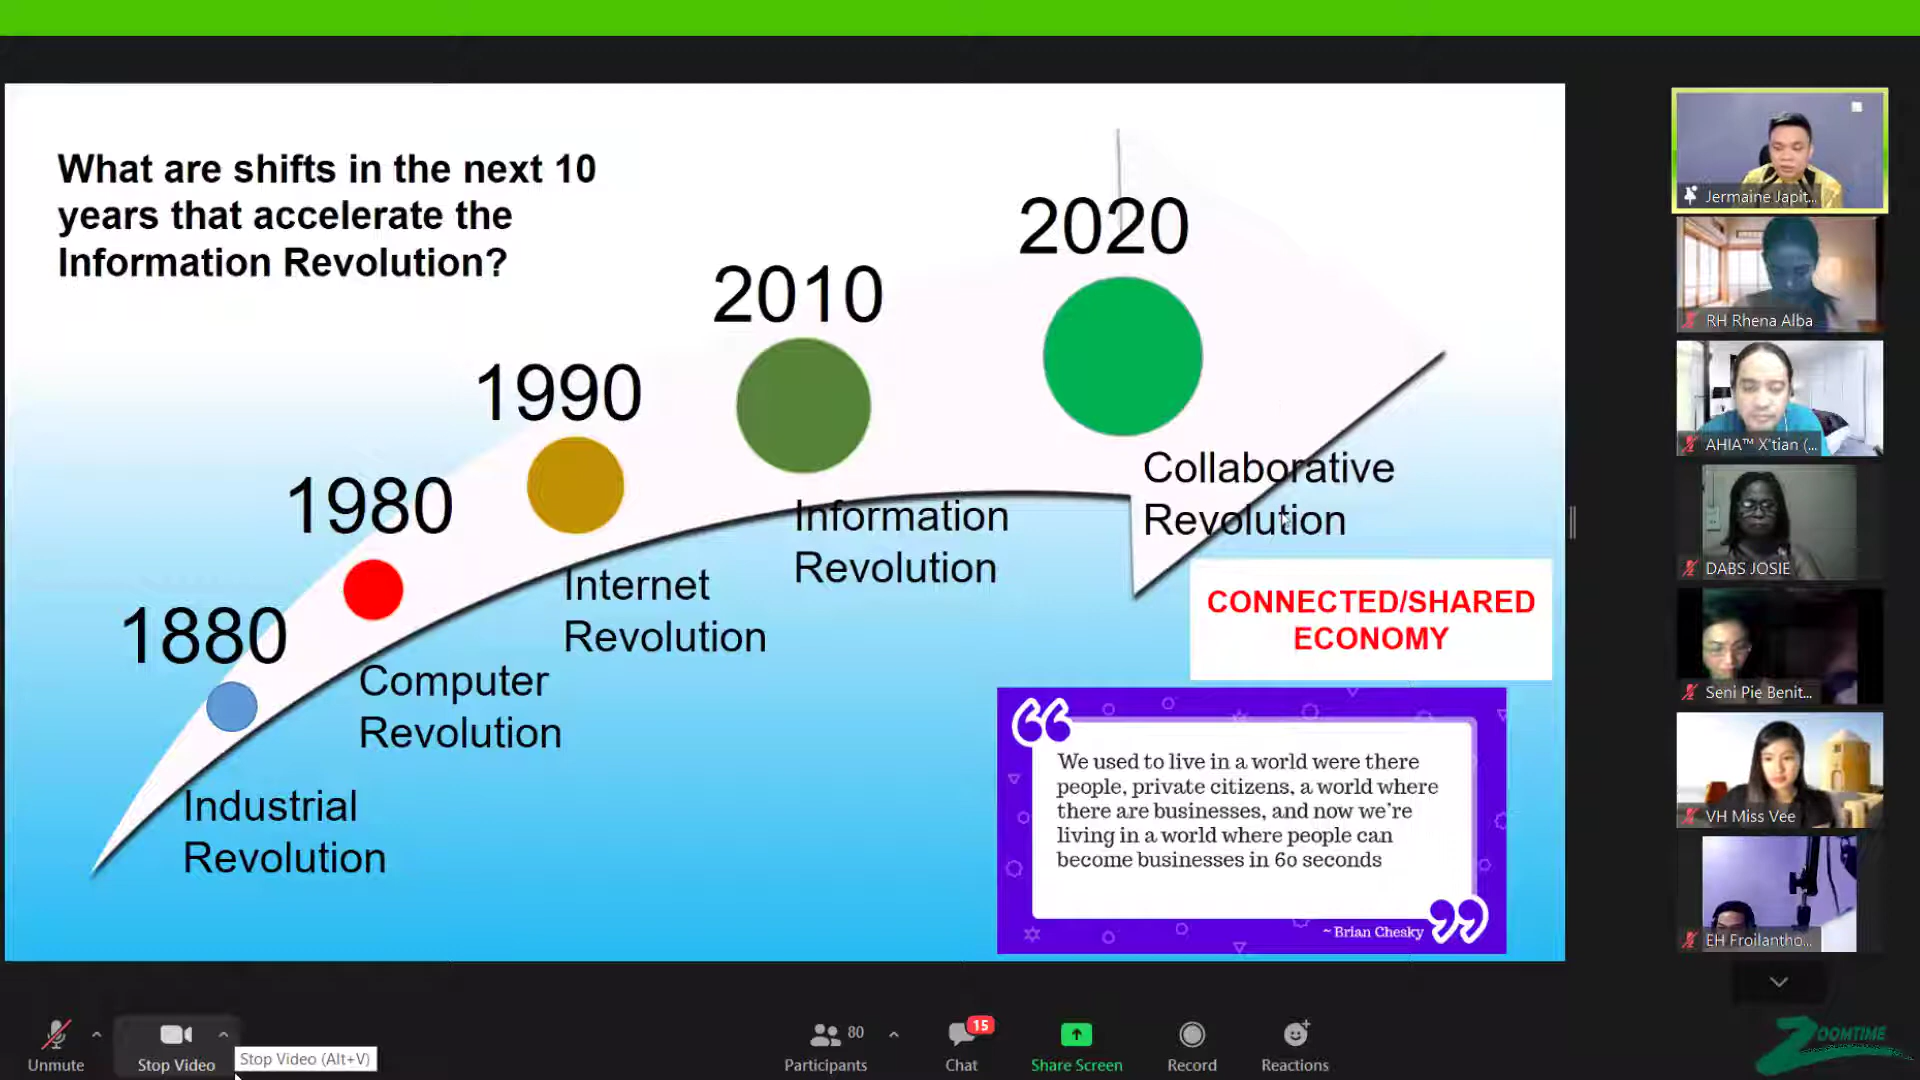 What are shifts in the next 10
years that accelerate the
Information Revolution?
1880
Industrial
Revolution
1980
Computer
Revolution
1990
Internet
Revolution
2010
Information
Revolution
2020
Collaborative
Revolution
CONNECTED/SHARED
ECONOMY
“
We used to live in a world were there
people, private citizens, a world where
there are businesses, and now we're
living in a world where people can
become businesses in 60 seconds
”
~ Brian Chesky
Jermaine Japit...
RH Rhena Alba
AHIA™ X'tian (...
DABS JOSIE
Seni Pie Benit...
VH Miss Vee
EH Froilantho...
Unmute
Stop Video
Stop Video (Alt+V)
80
Participants
15
Chat
Share Screen
Record
Reactions
ZOOMTIME